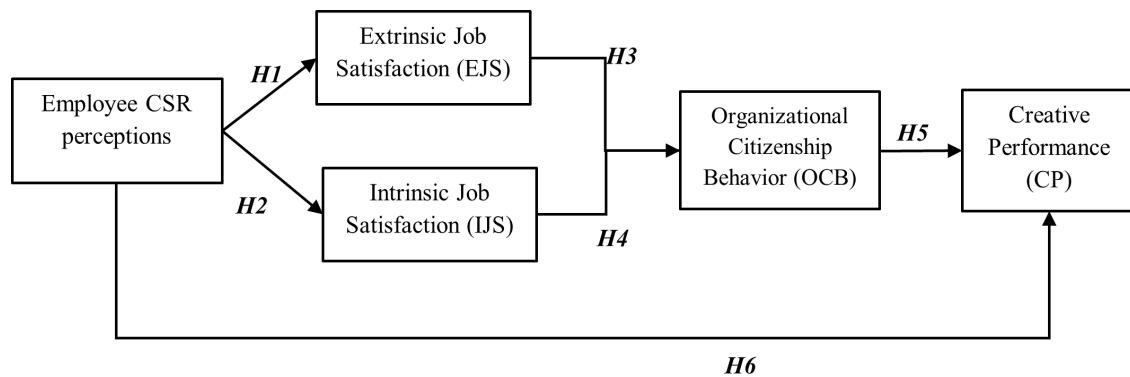 Employee CSR
perceptions
H1
H2
Extrinsic Job
Satisfaction (EJS)
Intrinsic Job
Satisfaction (IJS)
H3
H4
Organizational
Citizenship
Behavior (OCB)
H5
Creative
Performance
(CP)
H6